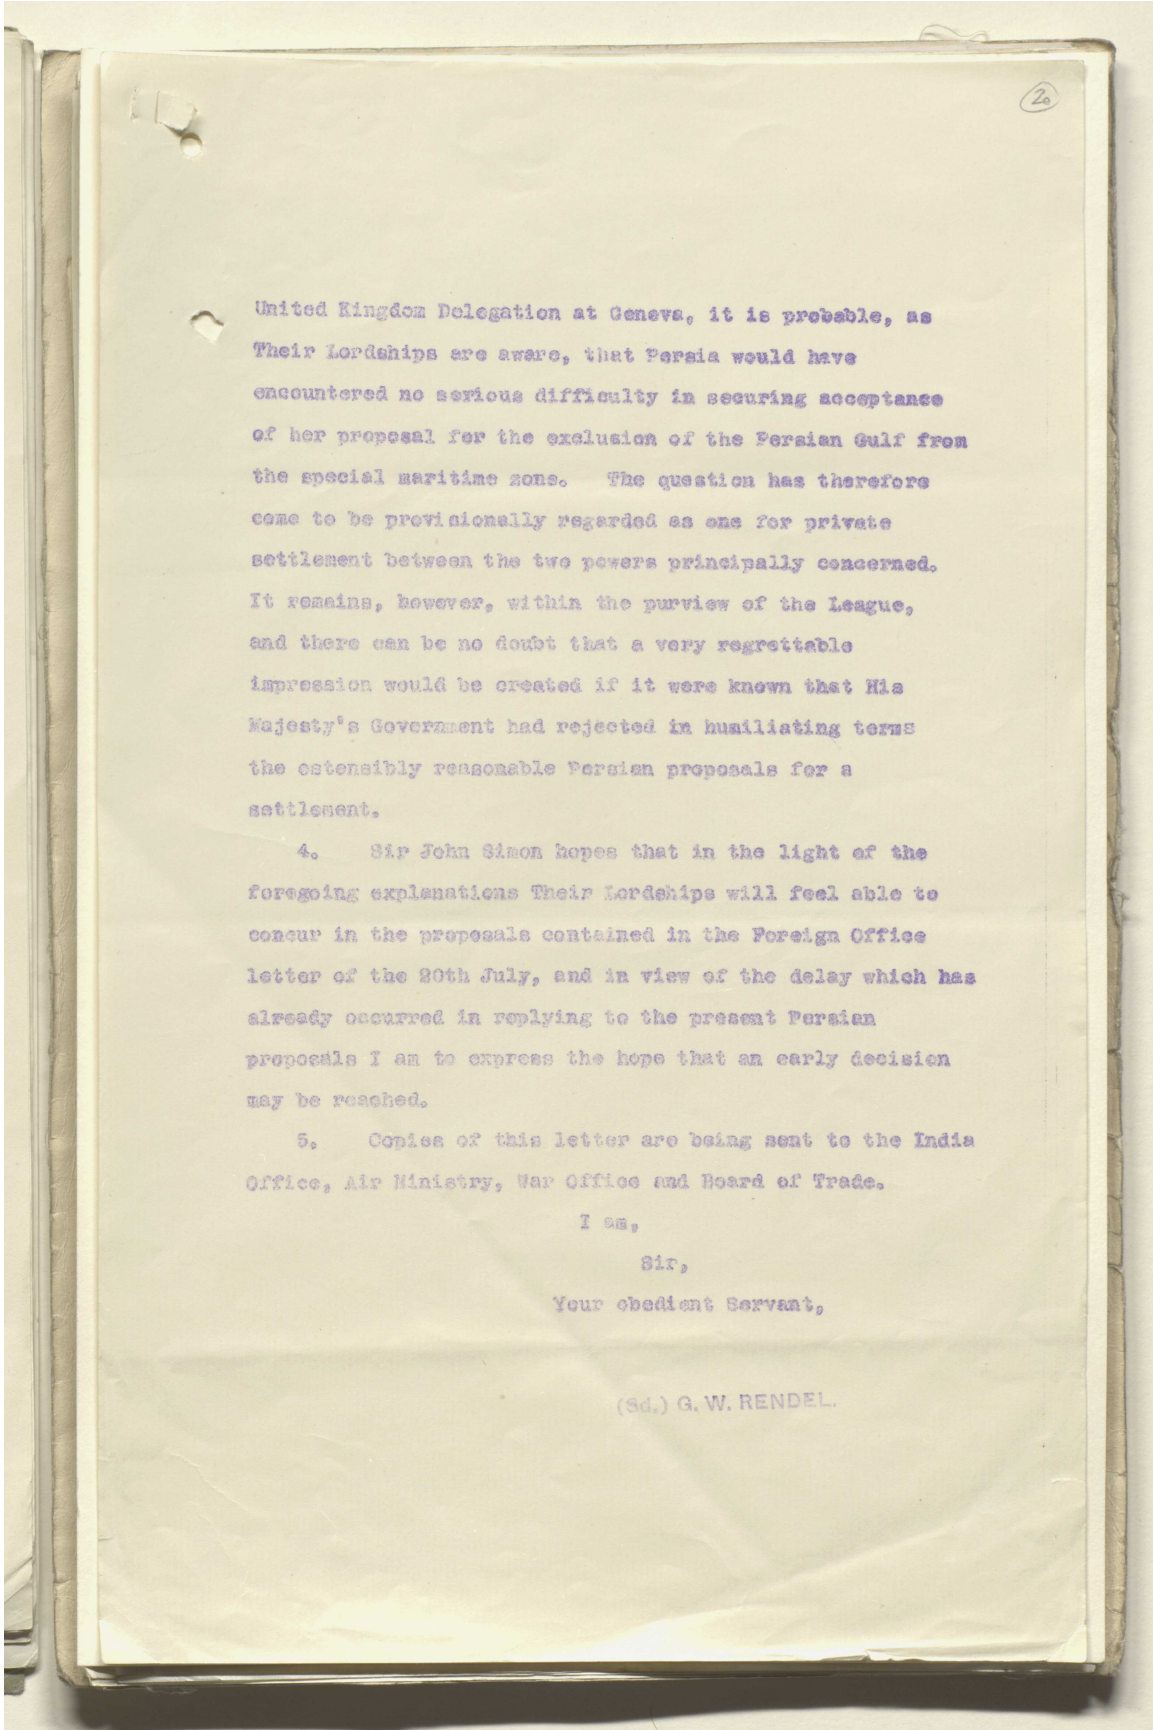 20
United Kingdom Delegation at Geneva, it is probable, as
Their Lordships are aware, that Persia would have
encountered no serious difficulty in securing acceptance
of her proposal for the exclusion of the Persian Gulf from
the special maritime zone.   The question has therefore
come to be provisionally regarded as one for private
settlement between the two powers principally concerned.
It remains, however, within the purview of the League,
and there can be no doubt that a very regrettable
impression would be created if it were known that His
Majesty's Government had rejected in humiliating terms
the ostensibly reasonable Persian proposals for a
settlement.
4.   Sir John Simon hopes that in the light of the
foregoing explanations Their Lordships will feel able to
concur in the proposals contained in the Foreign Office
letter of the 20th July, and in view of the delay which has
already occurred in replying to the present Persian
proposals I am to express the hope that an early decision
may be reached.
5.   Copies of this letter are being sent to the India
Office, Air Ministry, War Office and Board of Trade.
I am,
Sir,
Your obedient Servant,
(Sd.) G. W. RENDEL.